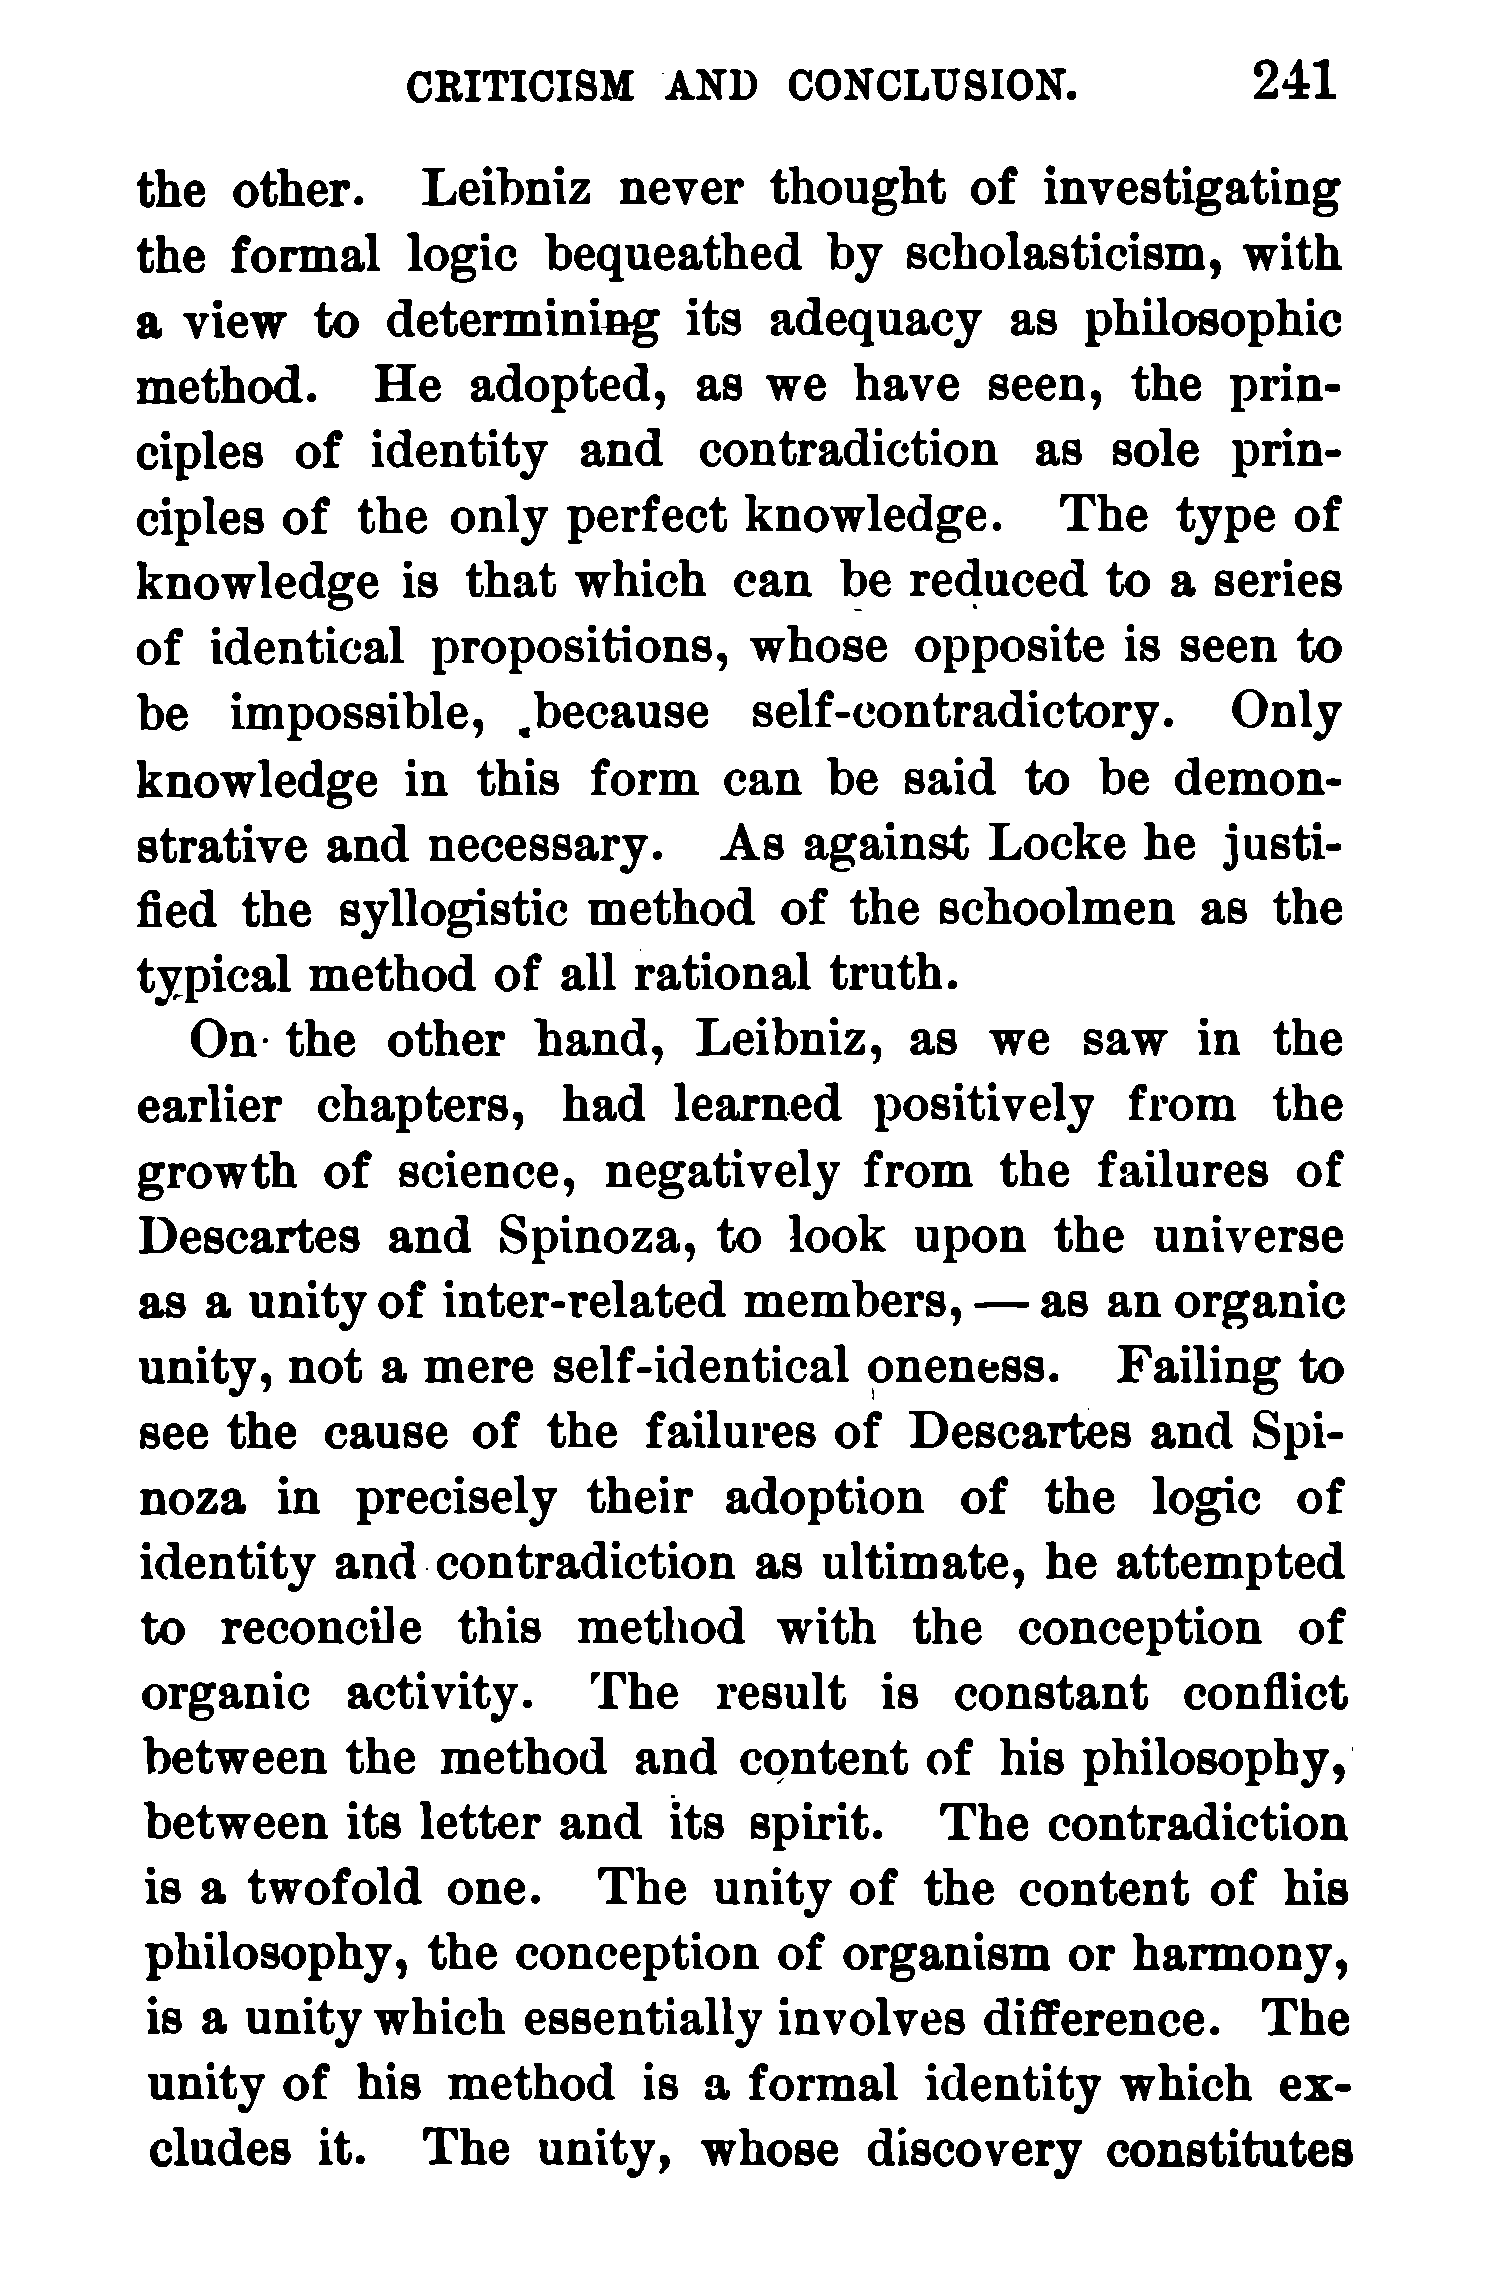 CRITICISM AND CONCLUSION. 241
the other. Leibniz never thought of investigating
the formal logic bequeathed by scholasticism, with
a view to determining its adequacy as philosophic
method. He adopted, as we have seen, the prin-
ciples of identity and contradiction as sole prin-
ciples of the only perfect knowledge. The type of
knowledge is that which can be reduced to a series
of identical propositions, whose opposite is seen to
be impossible, because self-contradictory. Only
knowledge in this form can be said to be demon-
strative and necessary. As against Locke he justi-
fied the syllogistic method of the schoolmen as the
typical method of all rational truth.
On the other hand, Leibniz, as we saw in the
earlier chapters, had learned positively from the
growth of science, negatively from the failures of
Descartes and Spinoza, to look upon the universe
as a unity of inter-related members, — as an organic
unity, not a mere self-identical oneness. Failing to
see the cause of the failures of Descartes and Spi-
noza in precisely their adoption of the logic of
identity and contradiction as ultimate, he attempted
to reconcile this method with the conception of
organic activity. The result is constant conflict
between the method and content of his philosophy,
between its letter and its spirit. The contradiction
is a twofold one. The unity of the content of his
philosophy, the conception of organism or harmony,
is a unity which essentially involves difference. The
unity of his method is a formal identity which ex-
cludes it. The unity, whose discovery constitutes